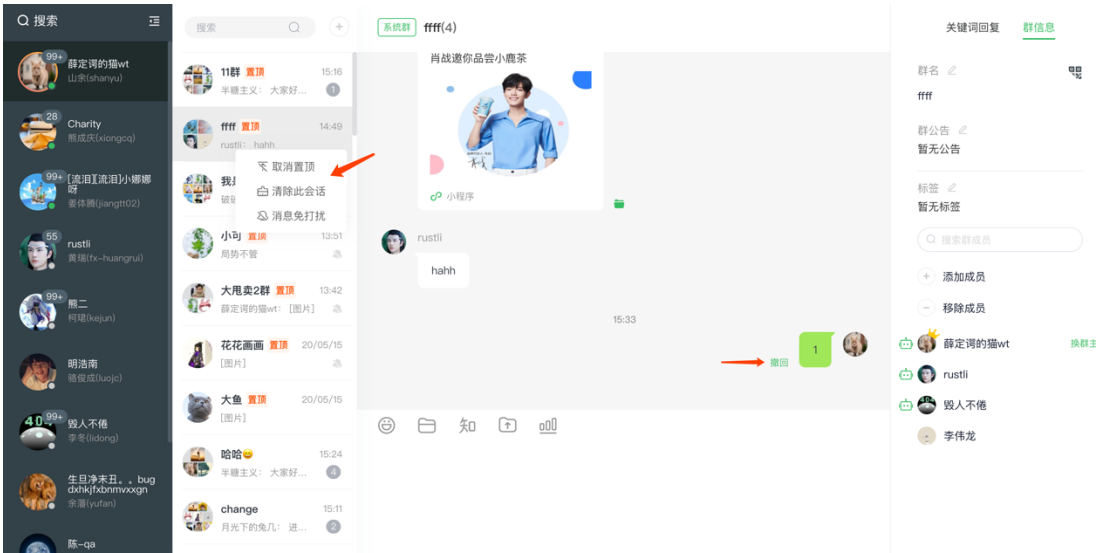 搜索
99+
薛定谔的猫wt
山余(shanyu)
28
Charity
熊成庆(xiongcq)
99+
[流泪][流泪]小娜娜
呀
姜体腾(jiangtt02)
55
rustli
黄瑞(fx-huangrui)
99+
熊二
柯珺(kejun)
明浩南
骆俊成(luojc)
99+
毁人不倦
李冬(lidong)
生旦净末丑。。bug
dxhkjfxbnmvxxgn
余藩(yufan)
陈-qa
搜索
11群 置顶 15:16
半糖主义： 大家好... 1
ffff 置顶 14:49
rustli: hahh
取消置顶
清除此会话
消息免打扰
小可 置顶 13:51
局势不管
大甩卖2群 置顶 13:42
薛定谔的猫wt: [图片]
花花画画 置顶 20/05/15
[图片]
大鱼 置顶 20/05/15
[图片]
哈哈😄 15:24
半糖主义： 大家好... 4
change 15:11
月光下的兔几： 进... 2
系统群 ffff(4)
肖战邀你品尝小鹿茶
小程序
rustli
hahh
15:33
撤回 1
知
关键词回复 群信息
群名
ffff
群公告
暂无公告
标签
暂无标签
搜索群成员
添加成员
移除成员
薛定谔的猫wt 换群主
rustli
毁人不倦
李伟龙